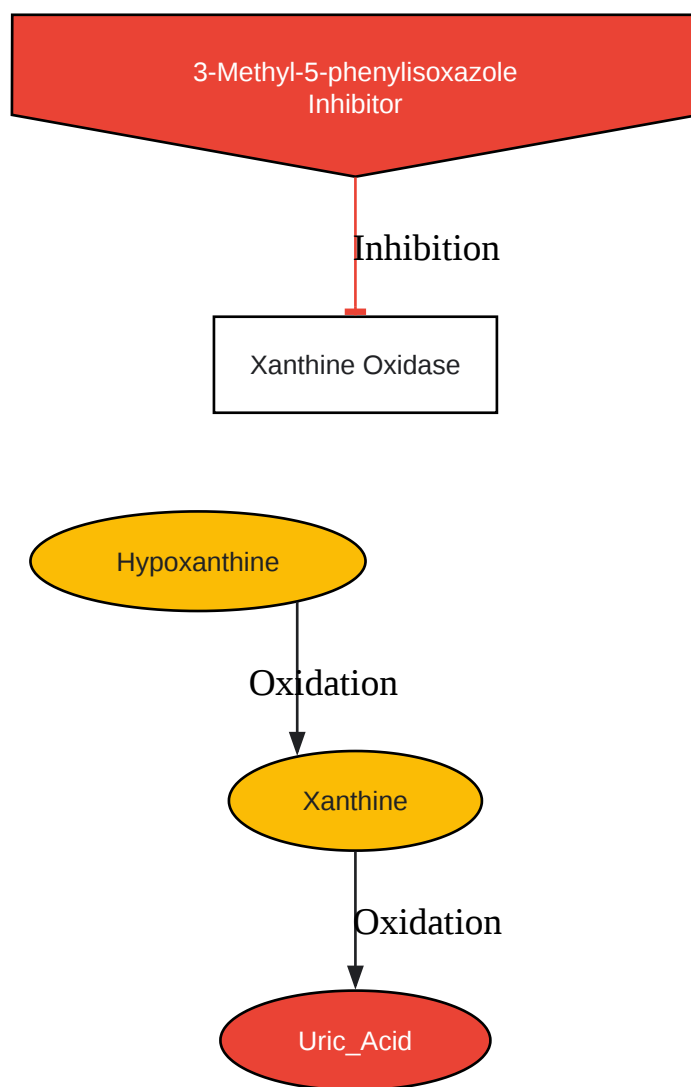 3-Methyl-5-phenylisoxazole
Inhibitor
Inhibition
Xanthine Oxidase
Hypoxanthine
Oxidation
Xanthine
Oxidation
Uric_Acid